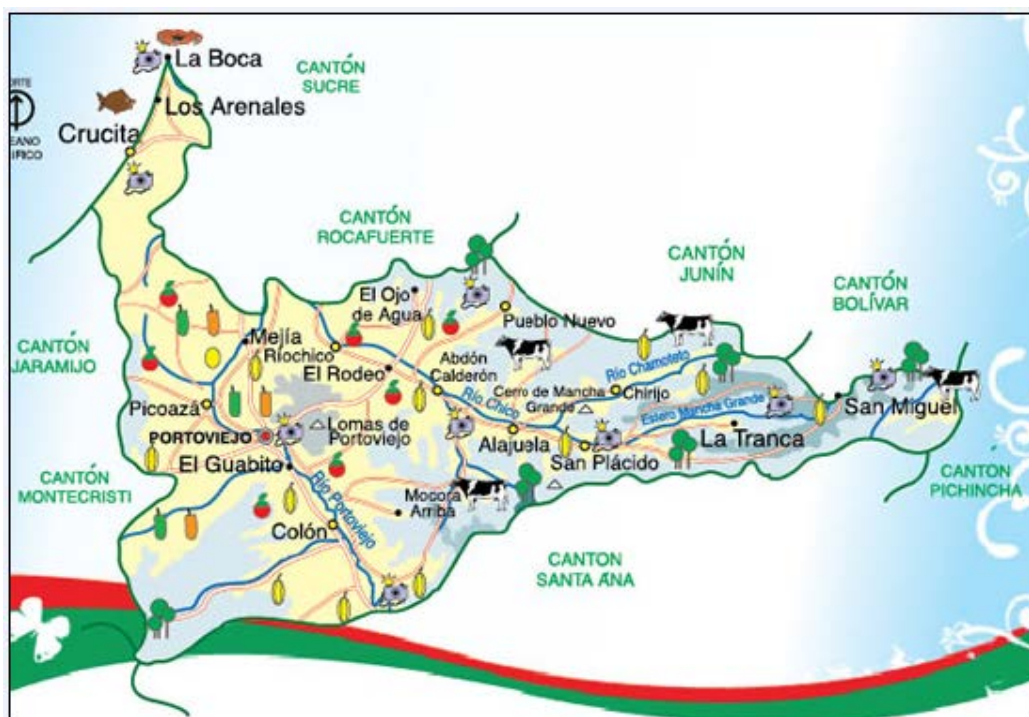 La Boca
CANTÓN
SUCRE
Los Arenales
Crucita
CANTÓN
ROCAFUERTE
CANTÓN
JUNÍN
CANTÓN
BOLÍVAR
El Ojo
de Agua
Pueblo Nuevo
Mejía
Ríochico
CANTÓN
JARAMIJO
El Rodeo
Abdón
Calderón
Río Chico
Cerro de Mancha
Grande
Río Chamoteto
Chirijo
Picoazá
PORTOVIEJO
Lomas de
Portoviejo
Alajuela
Estero Mancha Grande
San Miguel
La Tranca
San Plácido
El Guabito
CANTÓN
MONTECRISTI
CANTÓN
PICHINCHA
Río Portoviejo
Mocora
Arriba
Colón
CANTON
SANTA ANA